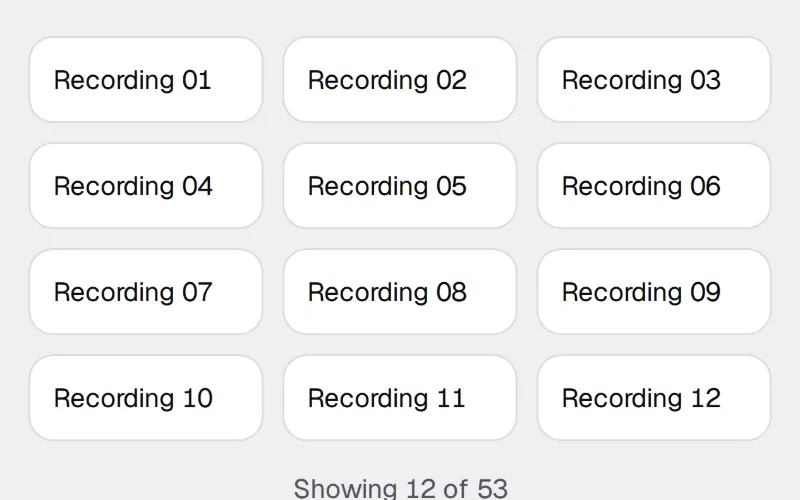 Recording 01
Recording 02
Recording 03
Recording 04
Recording 05
Recording 06
Recording 07
Recording 08
Recording 09
Recording 10
Recording 11
Recording 12
Showing 12 of 53